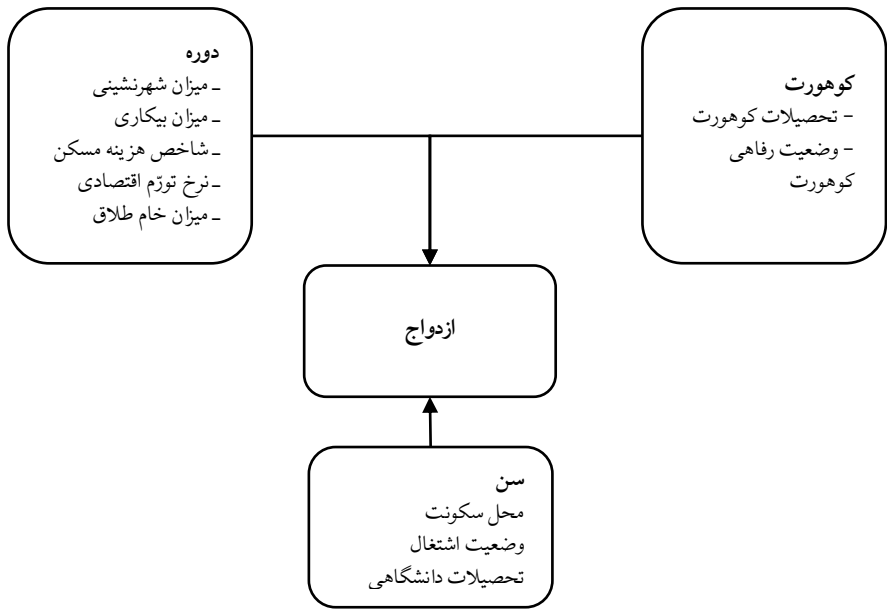 کوهورت
- تحصیلات کوهورت
- وضعیت رفاهی
کوهورت
دوره
ـ میزان شهرنشینی
ـ میزان بیکاری
ـ شاخص هزینه مسکن
ـ نرخ تورّم اقتصادی
ـ میزان خام طلاق
ازدواج
سن
محل سکونت
وضعیت اشتغال
تحصیلات دانشگاهی